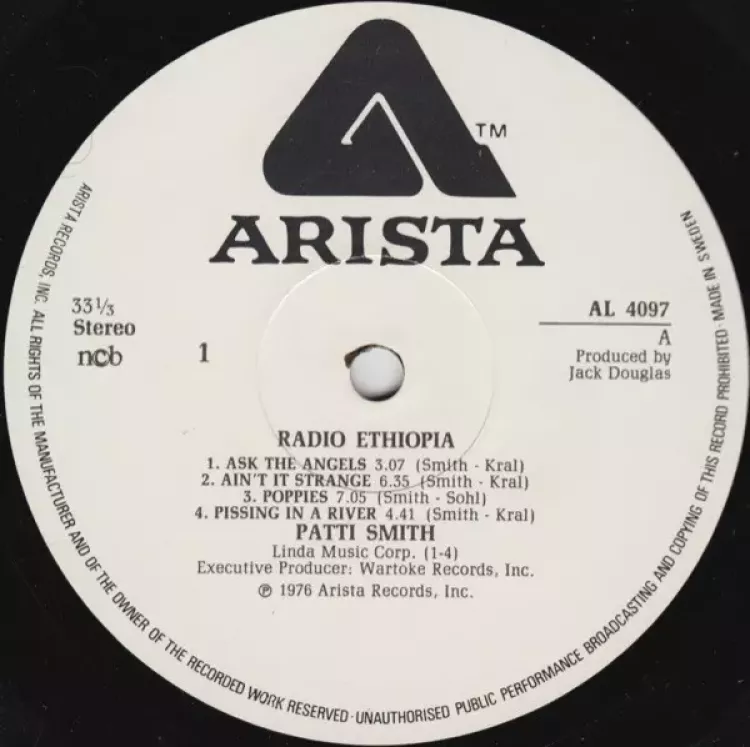 TM
ARISTA
33 1/3
Stereo
ncb
1
AL 4097
A
Produced by
Jack Douglas
RADIO ETHIOPIA
1. ASK THE ANGELS 3.07 (Smith - Kral)
2. AIN'T IT STRANGE 6.35 (Smith - Kral)
3. POPPIES 7.05 (Smith - Sohl)
4. PISSING IN A RIVER 4.41 (Smith - Kral)
PATTI SMITH
Linda Music Corp. (1-4)
Executive Producer: Wartoke Records, Inc.
℗ 1976 Arista Records, Inc.
ARISTA RECORDS, INC. ALL RIGHTS OF THE MANUFACTURER AND OF THE OWNER OF THE RECORDED WORK RESERVED · UNAUTHORISED PUBLIC PERFORMANCE BROADCASTING AND COPYING OF THIS RECORD PROHIBITED · MADE IN SWEDEN